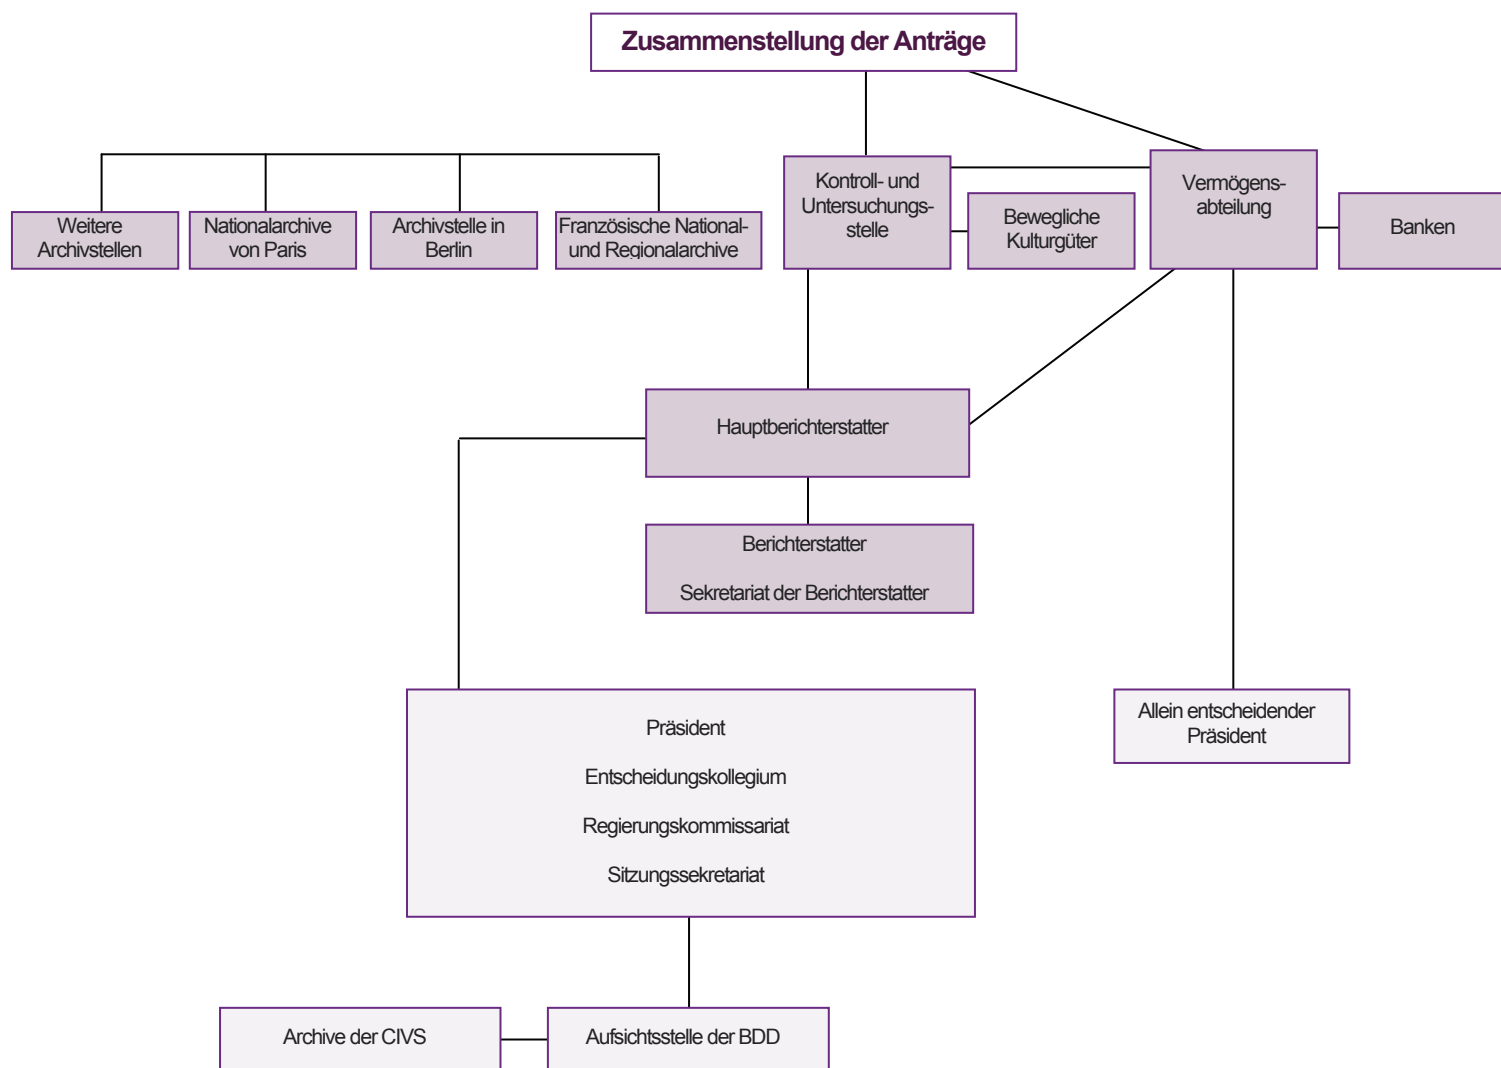 Zusammenstellung der Anträge
Weitere
Archivstellen
Nationalarchive
von Paris
Archivstelle in
Berlin
Französische National-
und Regionalarchive
Kontroll- und
Untersuchungs-
stelle
Bewegliche
Kulturgüter
Vermögens-
abteilung
Banken
Hauptberichterstatter
Berichterstatter
Sekretariat der Berichterstatter
Präsident
Entscheidungskollegium
Regierungskommissariat
Sitzungssekretariat
Allein entscheidender
Präsident
Archive der CIVS
Aufsichtsstelle der BDD